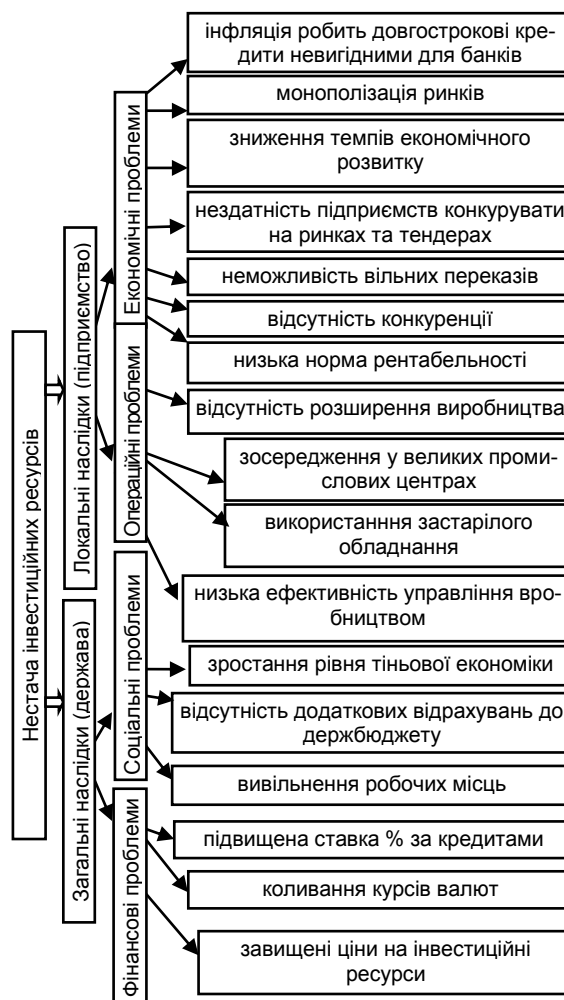 Нестача інвестиційних ресурсів
Локальні наслідки (підприємство)
Загальні наслідки (держава)
Економічні проблеми
Операційні проблеми
Соціальні проблеми
Фінансові проблеми
інфляція робить довгострокові кре-
дити невигідними для банків
монополізація ринків
зниження темпів економічного
розвитку
нездатність підприємств конкурувати
на ринках та тендерах
неможливість вільних переказів
відсутність конкуренції
низька норма рентабельності
відсутність розширення виробництва
зосередження у великих проми-
слових центрах
використанння застарілого
обладнання
низька ефективність управління вро-
бництвом
зростання рівня тіньової економіки
відсутність додаткових відрахувань до
держбюджету
вивільнення робочих місць
підвищена ставка % за кредитами
коливання курсів валют
завищені ціни на інвестиційні
ресурси